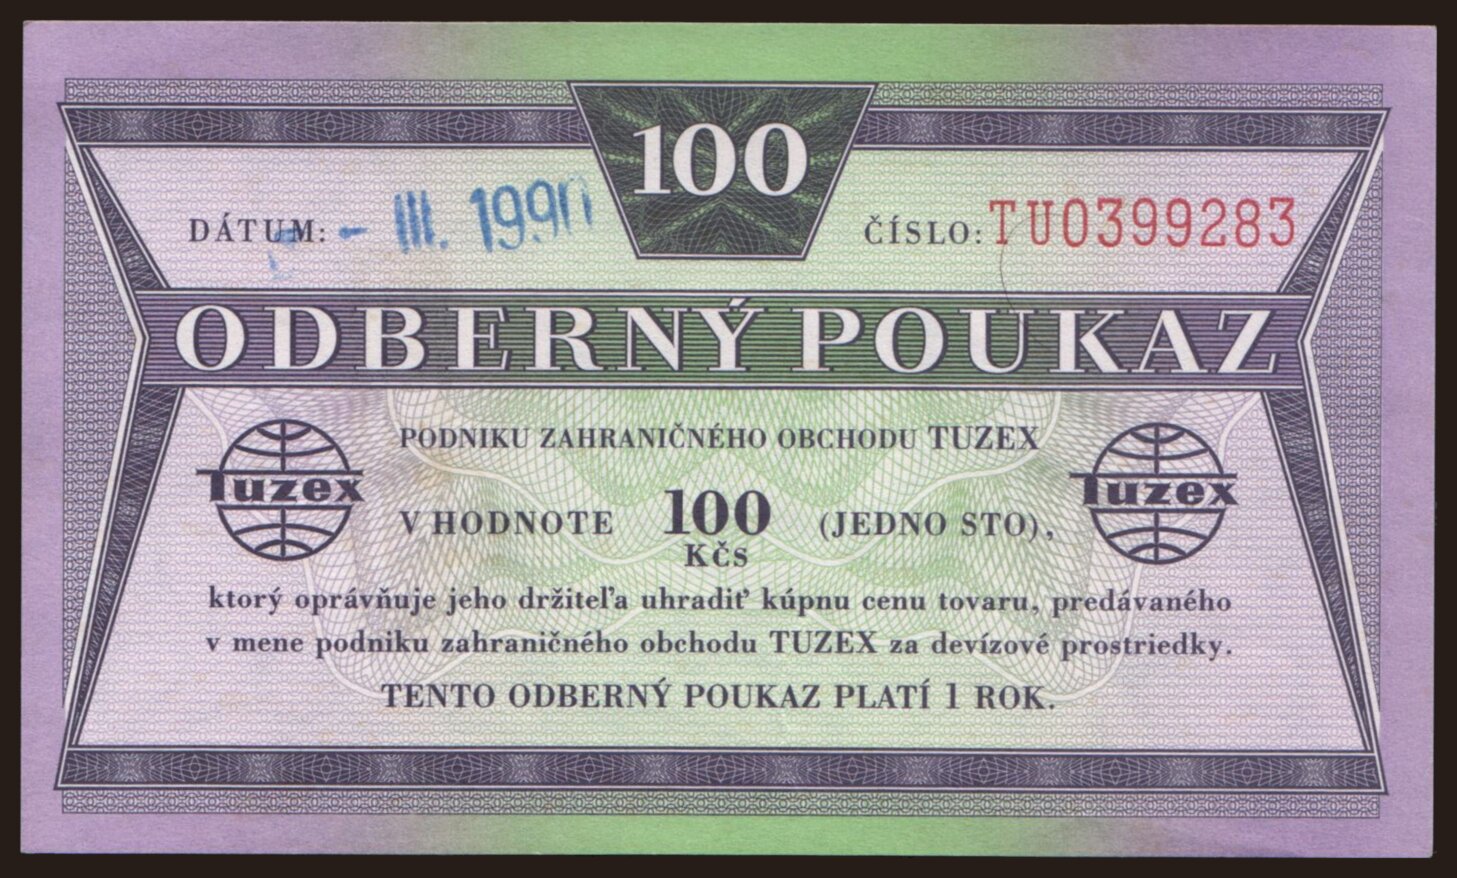 100
DÁTUM: - III. 1990
ČÍSLO: TU0399283
ODBERNÝ POUKAZ
PODNIKU ZAHRANIČNÉHO OBCHODU TUZEX
Tuzex
Tuzex
V HODNOTE 100 (JEDNO STO),
KČS
ktorý oprávňuje jeho držiteľa uhradiť kúpnu cenu tovaru, predávaného
v mene podniku zahraničného obchodu TUZEX za devízové prostriedky.
TENTO ODBERNÝ POUKAZ PLATÍ 1 ROK.